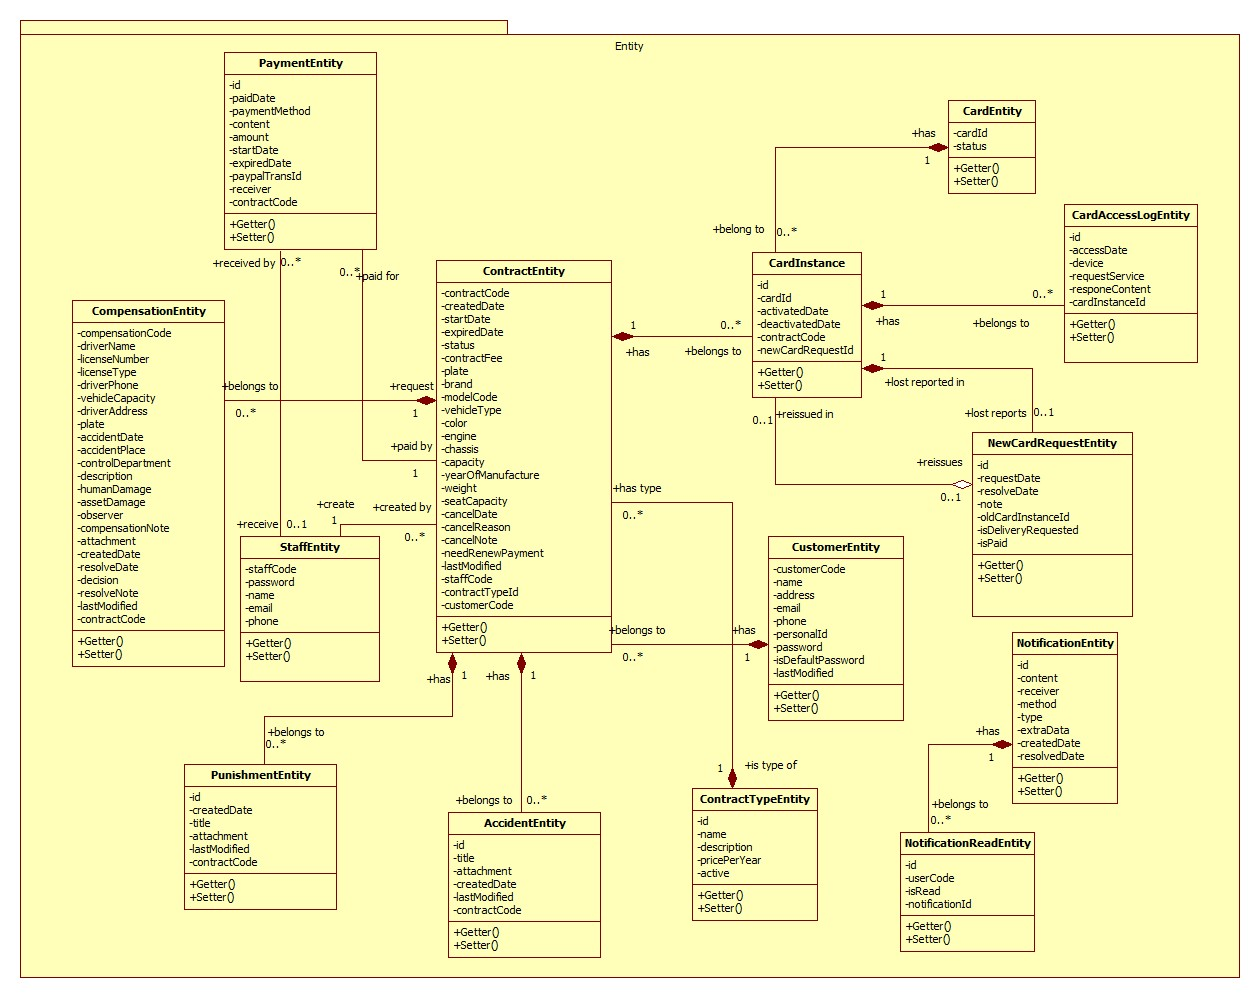 Entity
PaymentEntity
-id
-paidDate
-paymentMethod
-content
-amount
-startDate
-expiredDate
-paypalTransId
-receiver
-contractCode
+Getter()
+Setter()
+received by
0..*
0..*
+paid for
CardEntity
-cardId
-status
+Getter()
+Setter()
+has
1
+belong to
0..*
CardAccessLogEntity
-id
-accessDate
-device
-requestService
-responeContent
-cardInstanceId
+Getter()
+Setter()
CardInstance
-id
-cardId
-activatedDate
-deactivatedDate
-contractCode
-newCardRequestId
+Getter()
+Setter()
1
+has
0..*
+belongs to
1
+lost reported in
+lost reports
0..1
0..1
+reissued in
+reissues
0..1
ContractEntity
-contractCode
-createdDate
-startDate
-expiredDate
-status
-contractFee
-plate
-brand
-modelCode
-vehicleType
-color
-engine
-chassis
-capacity
-yearOfManufacture
-weight
-seatCapacity
-cancelDate
-cancelReason
-cancelNote
-needRenewPayment
-lastModified
-staffCode
-contractTypeId
-customerCode
+Getter()
+Setter()
1
+has
0..*
+belongs to
CompensationEntity
-compensationCode
-driverName
-licenseNumber
-licenseType
-driverPhone
-vehicleCapacity
-driverAddress
-plate
-accidentDate
-accidentPlace
-controlDepartment
-description
-humanDamage
-assetDamage
-observer
-compensationNote
-attachment
-createdDate
-resolveDate
-decision
-resolveNote
-lastModified
-contractCode
+Getter()
+Setter()
+belongs to
0..*
+request
1
+paid by
1
+create
1
+created by
0..*
+receive
0..1
StaffEntity
-staffCode
-password
-name
-email
-phone
+Getter()
+Setter()
NewCardRequestEntity
-id
-requestDate
-resolveDate
-note
-oldCardInstanceId
-isDeliveryRequested
-isPaid
+Getter()
+Setter()
+has type
0..*
CustomerEntity
-customerCode
-name
-address
-email
-phone
-personalId
-password
-isDefaultPassword
-lastModified
+Getter()
+Setter()
+belongs to
0..*
+has
1
NotificationEntity
-id
-content
-receiver
-method
-type
-extraData
-createdDate
-resolvedDate
+Getter()
+Setter()
+has
1
+belongs to
0..*
NotificationReadEntity
-id
-userCode
-isRead
-notificationId
+Getter()
+Setter()
+has
1
+belongs to
0..*
PunishmentEntity
-id
-createdDate
-title
-attachment
-lastModified
-contractCode
+Getter()
+Setter()
+has
1
+belongs to
0..*
AccidentEntity
-id
-title
-attachment
-createdDate
-lastModified
-contractCode
+Getter()
+Setter()
1
+is type of
ContractTypeEntity
-id
-name
-description
-pricePerYear
-active
+Getter()
+Setter()